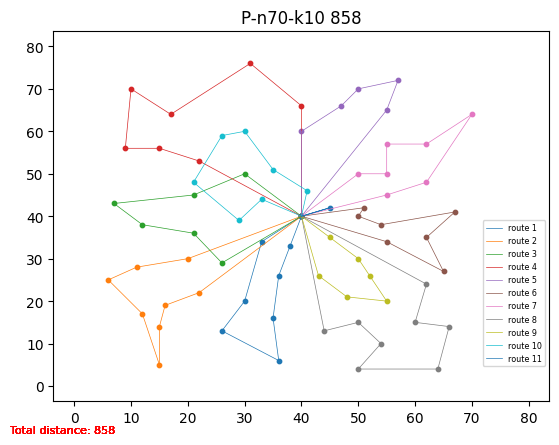 P-n70-k10 858
80
70
60
50
40
30
20
10
0
route 1
route 2
route 3
route 4
route 5
route 6
route 7
route 8
route 9
route 10
route 11
0 10 20 30 40 50 60 70 80
Total distance: 858